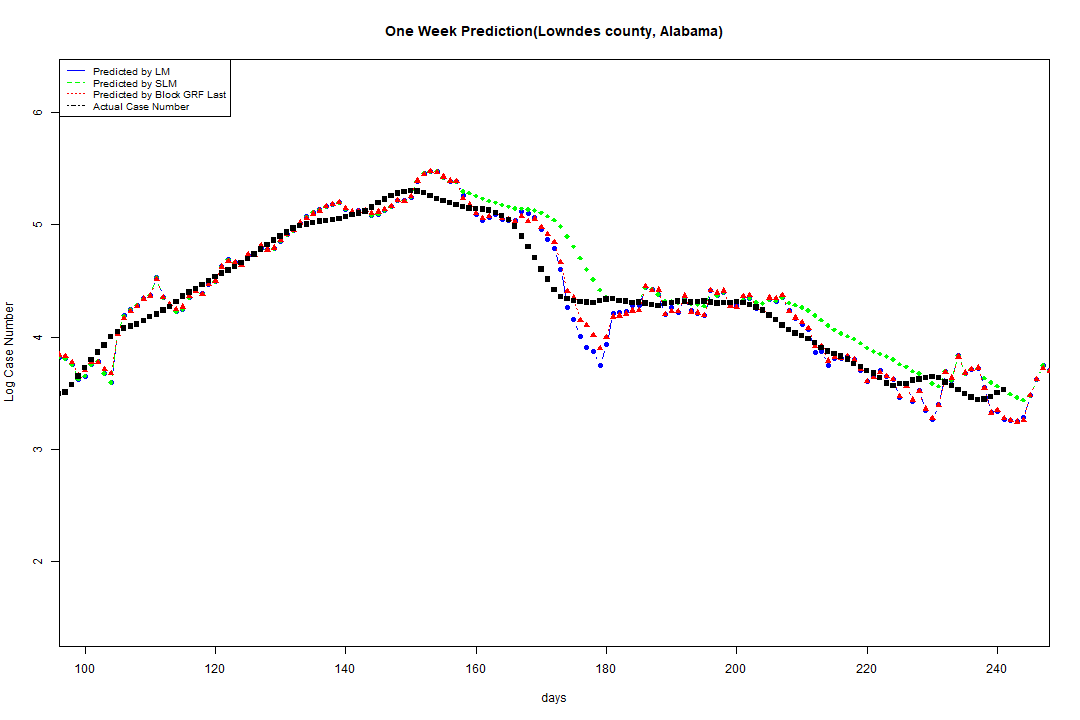 One Week Prediction(Lowndes county, Alabama)
Predicted by LM
Predicted by SLM
Predicted by Block GRF Last
Actual Case Number
6
5
4
3
2
Log Case Number
100 120 140 160 180 200 220 240
days